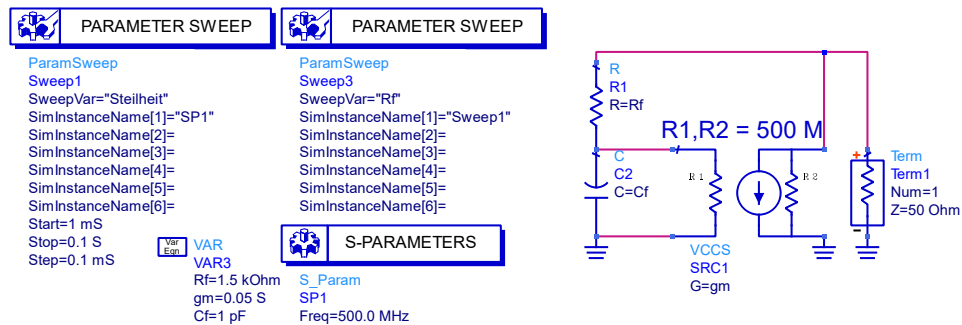 PARAMETER SWEEP
ParamSweep
Sweep1
SweepVar="Steilheit"
SimInstanceName[1]="SP1"
SimInstanceName[2]=
SimInstanceName[3]=
SimInstanceName[4]=
SimInstanceName[5]=
SimInstanceName[6]=
Start=1 mS
Stop=0.1 S
Step=0.1 mS
PARAMETER SWEEP
ParamSweep
Sweep3
SweepVar="Rf"
SimInstanceName[1]="Sweep1"
SimInstanceName[2]=
SimInstanceName[3]=
SimInstanceName[4]=
SimInstanceName[5]=
SimInstanceName[6]=
Var
Eqn
VAR
VAR3
Rf=1.5 kOhm
gm=0.05 S
Cf=1 pF
S-PARAMETERS
S_Param
SP1
Freq=500.0 MHz
R
R1
R=Rf
R1,R2 = 500 M
C
C2
C=Cf
R 1
R 2
VCCS
SRC1
G=gm
+
Term
Term1
Num=1
Z=50 Ohm
-